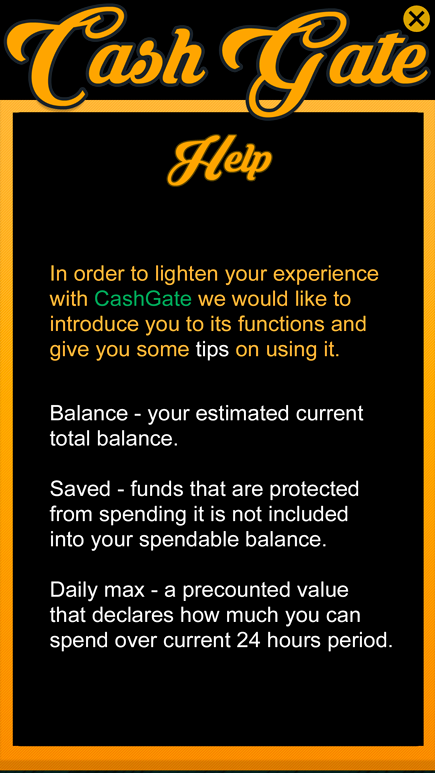 Cash Gate
Help
In order to lighten your experience
with CashGate we would like to
introduce you to its functions and
give you some tips on using it.
Balance - your estimated current
total balance.
Saved - funds that are protected
from spending it is not included
into your spendable balance.
Daily max - a precounted value
that declares how much you can
spend over current 24 hours period.